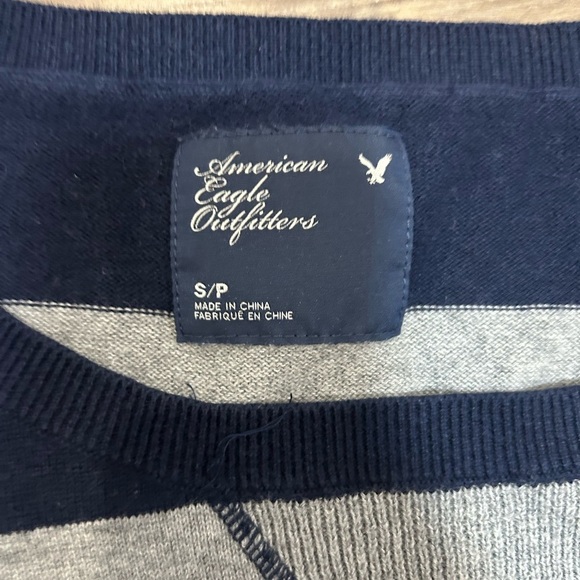 American
Eagle
Outfitters
S/P
MADE IN CHINA
FABRIQUÉ EN CHINE